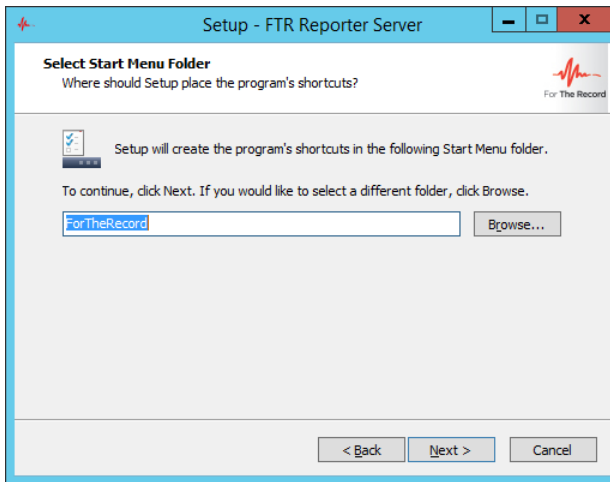 Setup - FTR Reporter Server
Select Start Menu Folder
Where should Setup place the program's shortcuts?
For The Record
Setup will create the program's shortcuts in the following Start Menu folder.
To continue, click Next. If you would like to select a different folder, click Browse.
ForTheRecord
Browse...
< Back
Next >
Cancel